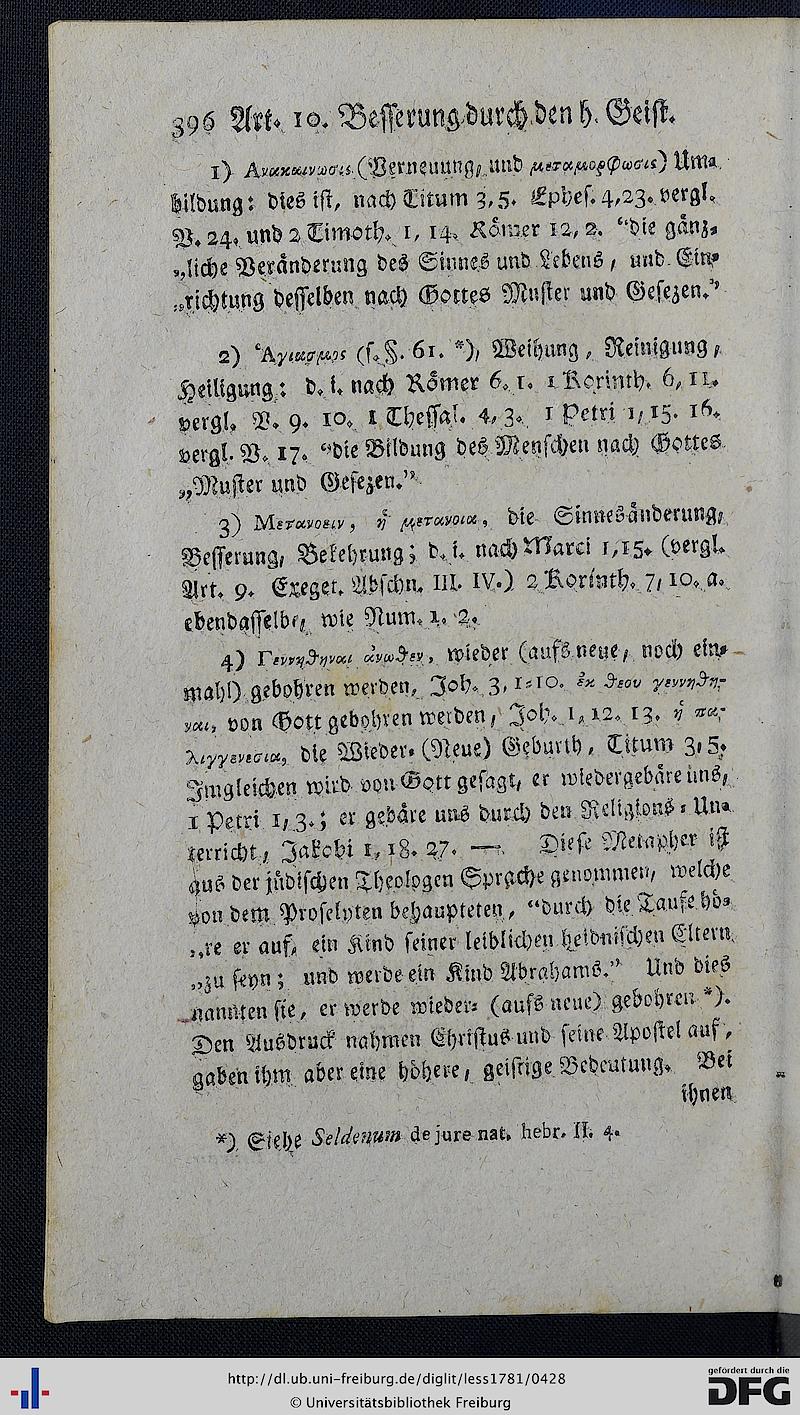 396 Art. 10. Besserung durch den h. Geist.
1) Ανακαινωσις (Verneuung, und μεταμορφωσις) Um-
bildung: dies ist, nach Titum 3, 5. Ephes. 4, 23. vergl.
V. 24. und 2 Timoth. 1, 14. Römer 12, 2. “die gänz-
„liche Veränderung des Sinnes und Lebens, und Ein-
„richtung desselben nach Gottes Muster und Gesezen.”
2) Ἁγιασμος (s. §. 61. *), Weihung, Reinigung,
Heiligung: d. i. nach Römer 6, 1. 1 Korinth. 6, 11.
vergl. V. 9. 10. 1 Thessal. 4, 3. 1 Petri 1, 15. 16.
vergl. V. 17. “die Bildung des Menschen nach Gottes
„Muster und Gesezen.”
3) Μετανοειν, ἡ μετανοια, die Sinnesänderung,
Besserung, Bekehrung; d. i. nach Marci 1, 15. (vergl.
Art. 9. Exeget. Abschn. III. IV.) 2 Korinth. 7, 10. a.
ebendasselbe, wie Num. 1. 2.
4) Γεννηθηναι ἀνωθεν, wieder (aufs neue, noch ein-
mahl) gebohren werden, Joh. 3, 1-10. ἐκ θεου γεννηθη-
ναι, von Gott gebohren werden, Joh. 1, 12. 13. ἡ πα-
λιγγενεσια, die Wieder- (Neue) Geburth, Titum 3, 5.
Imgleichen wird von Gott gesagt, er wiedergebäre uns,
1 Petri 1, 3.; er gebäre uns durch den Religions-Un-
terricht, Jakobi 1, 18. 27. — Diese Metapher ist
aus der jüdischen Theologen Sprache genommen, welche
von dem Proselyten behaupteten, “durch die Taufe hö-
„re er auf, ein Kind seiner leiblichen heidnischen Eltern
„zu seyn; und werde ein Kind Abrahams.” Und dies
nannten sie, er werde wieder- (aufs neue) gebohren *).
Den Ausdruck nahmen Christus und seine Apostel auf,
gaben ihm aber eine höhere, geistige Bedeutung. Bei
ihnen
*) Siehe Seldenum de jure nat. hebr. II. 4.
http://dl.ub.uni-freiburg.de/diglit/less1781/0428
© Universitätsbibliothek Freiburg
gefördert durch die
DFG